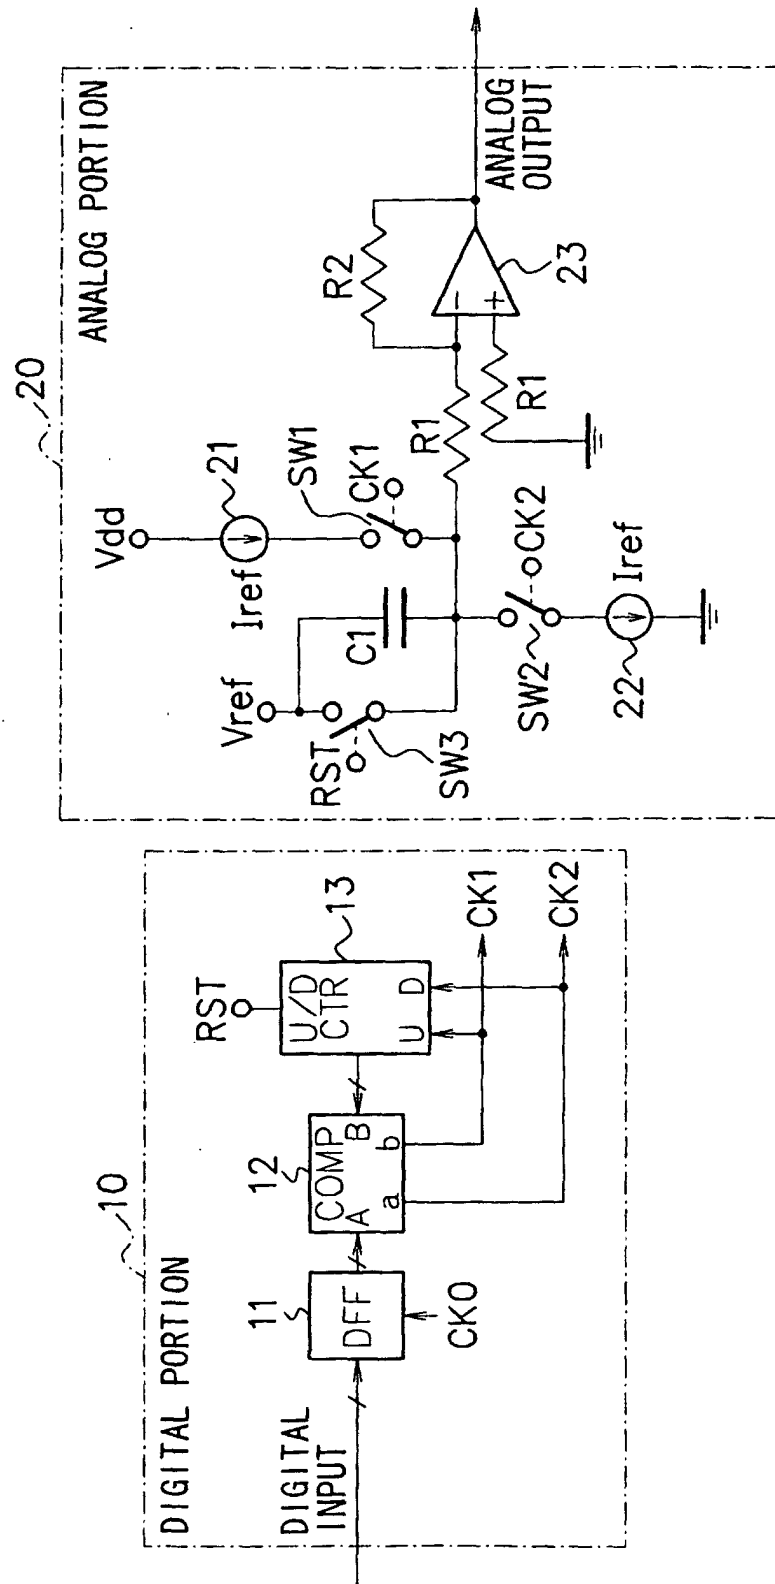 10
DIGITAL PORTION
DIGITAL
INPUT
11
DFF
CK0
12
COMP
A
B
a
b
RST
13
U/D
CTR
U
D
CK1
CK2
20
ANALOG PORTION
Vref
RST
SW3
C1
Vdd
Iref
21
SW1
CK1
SW2
CK2
22
Iref
R1
R1
R2
−
+
23
ANALOG
OUTPUT